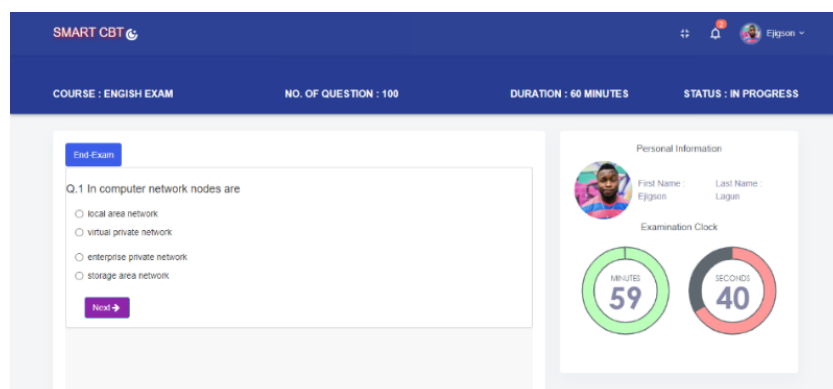 SMART CBT
2
Ejigson
COURSE : ENGISH EXAM NO. OF QUESTION : 100 DURATION : 60 MINUTES STATUS : IN PROGRESS
End-Exam
Q.1 In computer network nodes are
local area network
virtual private network
enterprise private network
storage area network
Next
Personal Information
First Name : Last Name :
Ejigson Lagun
Examination Clock
MINUTES SECONDS
59 40